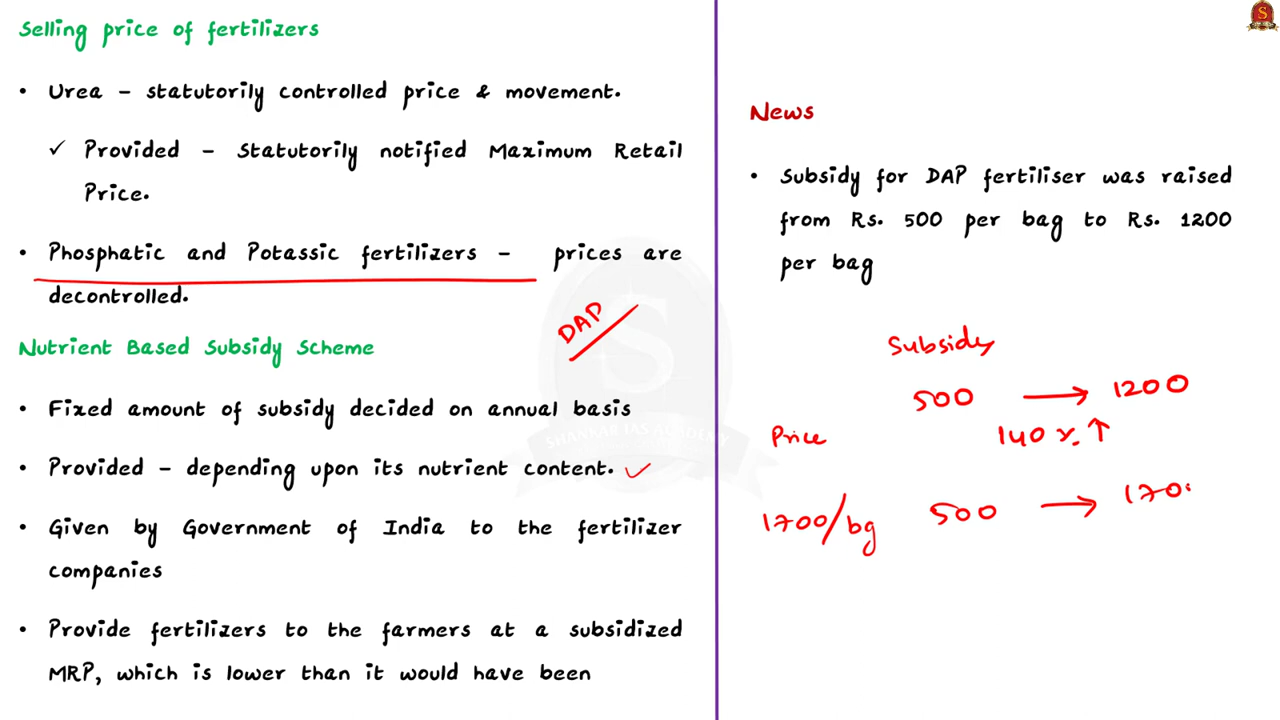 Selling price of fertilizers
• Urea – statutorily controlled price & movement.
✓ Provided – Statutorily notified Maximum Retail
Price.
• Phosphatic and Potassic fertilizers – prices are
decontrolled.
DAP
Nutrient Based Subsidy Scheme
• Fixed amount of subsidy decided on annual basis
• Provided – depending upon its nutrient content. ✓
• Given by Government of India to the fertilizer
companies
• Provide fertilizers to the farmers at a subsidized
MRP, which is lower than it would have been
SHANKAR IAS ACADEMY
News
• Subsidy for DAP fertiliser was raised
from Rs. 500 per bag to Rs. 1200
per bag
Subsidy
500 → 1200
Price 140 %. ↑
1700/bg 500 → 170
S